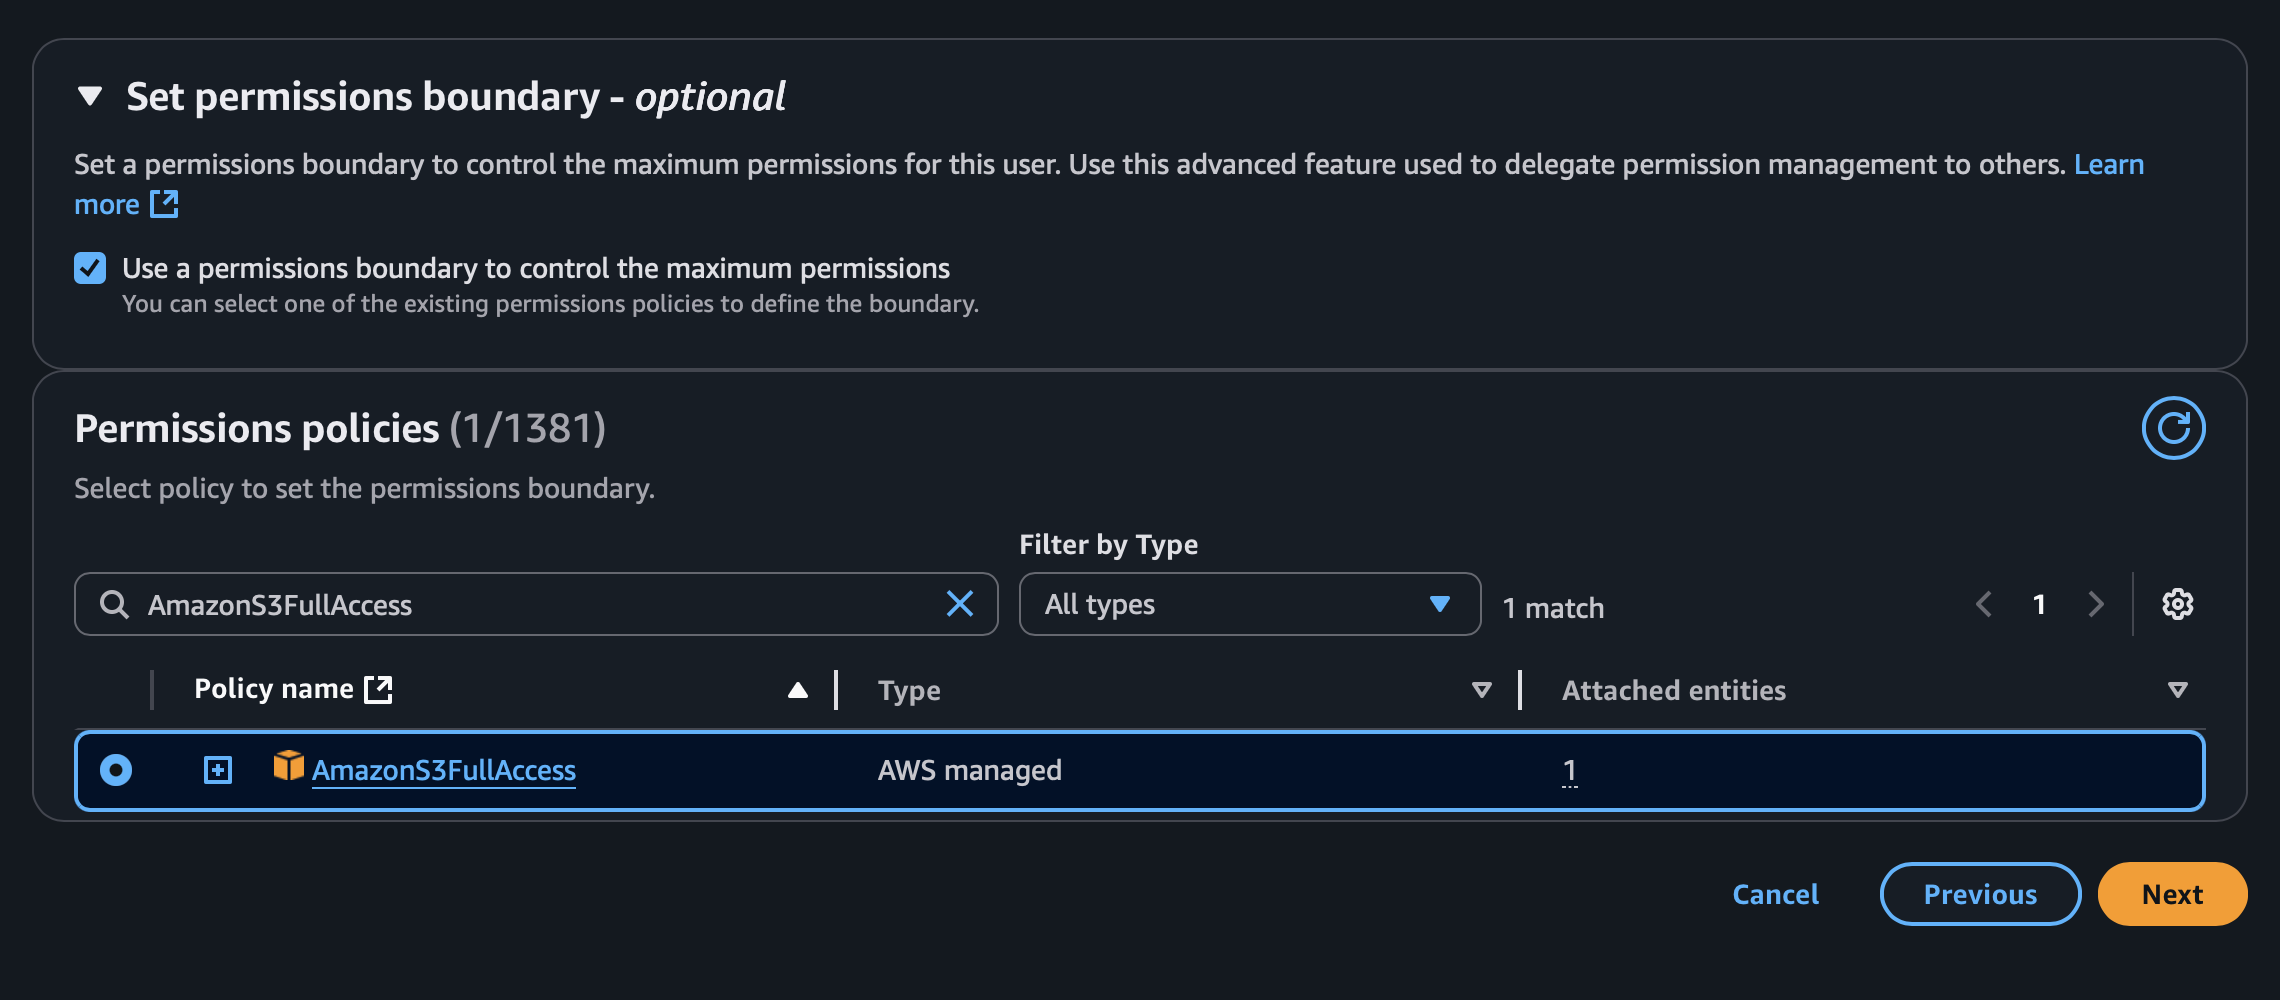 Set permissions boundary - optional
Set a permissions boundary to control the maximum permissions for this user. Use this advanced feature used to delegate permission management to others. Learn
more
Use a permissions boundary to control the maximum permissions
You can select one of the existing permissions policies to define the boundary.
Permissions policies (1/1381)
Select policy to set the permissions boundary.
Filter by Type
AmazonS3FullAccess All types 1 match 1
Policy name Type Attached entities
AmazonS3FullAccess AWS managed 1
Cancel Previous Next